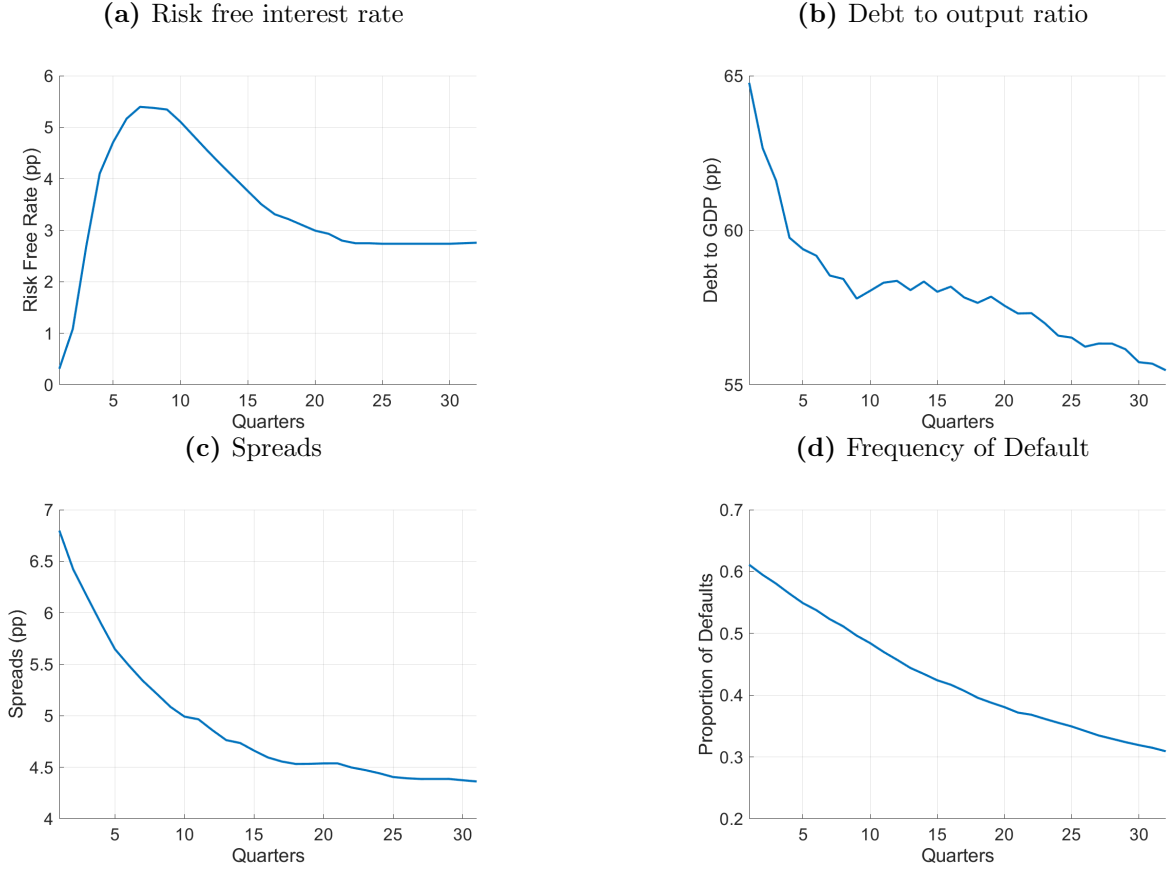 (a) Risk free interest rate
6
5
4
3
2
1
0
Risk Free Rate (pp)
5 10 15 20 25 30
Quarters
(b) Debt to output ratio
65
60
55
Debt to GDP (pp)
5 10 15 20 25 30
Quarters
(c) Spreads
7
6.5
6
5.5
5
4.5
4
Spreads (pp)
5 10 15 20 25 30
Quarters
(d) Frequency of Default
0.7
0.6
0.5
0.4
0.3
0.2
Proportion of Defaults
5 10 15 20 25 30
Quarters